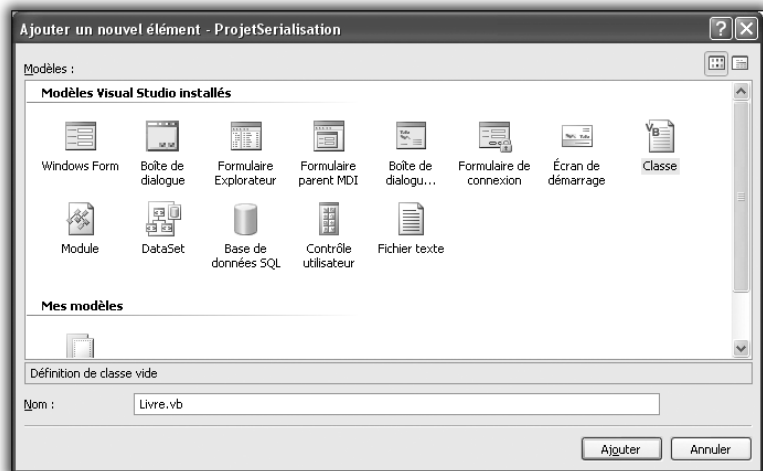 Ajouter un nouvel élément - ProjetSerialisation
Modèles :
Modèles Visual Studio installés
VB
Windows Form
Boîte de dialogue
Formulaire Explorateur
Formulaire parent MDI
Boîte de dialogu...
Formulaire de connexion
Écran de démarrage
Classe
Module
DataSet
Base de données SQL
Contrôle utilisateur
Fichier texte
Mes modèles
Définition de classe vide
Nom :
Livre.vb
Ajouter
Annuler